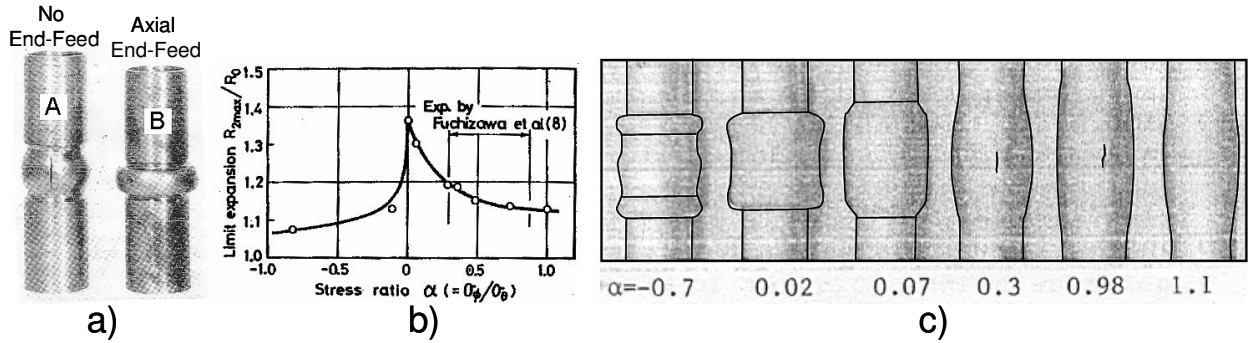 No
End-Feed
Axial
End-Feed
A
B
a)
Limit expansion R2max/R0
1.5
1.4
1.3
1.2
1.1
1.0
Exp. by
Fuchizawa et al(8)
-1.0
-0.5
0
0.5
1.0
Stress ratio α (=σφ/σθ)
b)
α=-0.7
0.02
0.07
0.3
0.98
1.1
c)